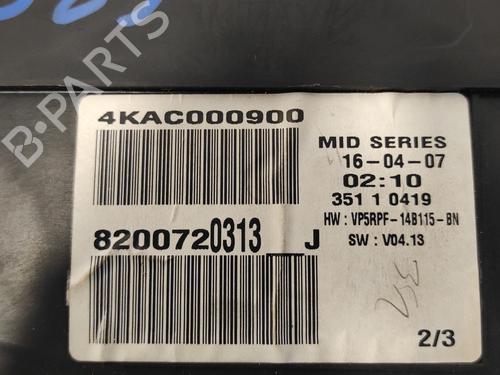 4KAC000900
MID SERIES
16-04-07
02:10
351 1 0419
HW : VP5RPF-14B115-BN
SW : V04.13
8200720313__J
2/3
B-PARTS